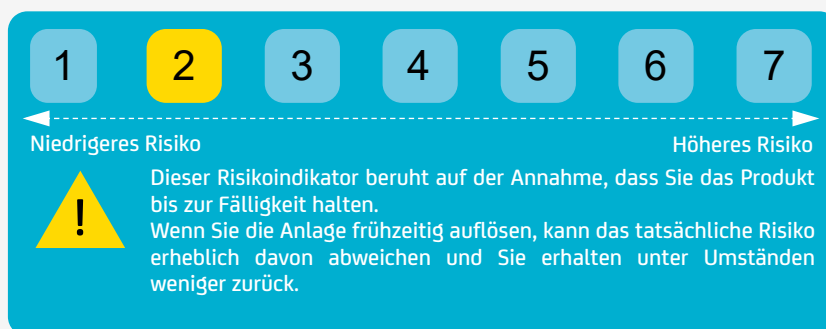 1 2 3 4 5 6 7
Niedrigeres Risiko Höheres Risiko
!
Dieser Risikoindikator beruht auf der Annahme, dass Sie das Produkt
bis zur Fälligkeit halten.
Wenn Sie die Anlage frühzeitig auflösen, kann das tatsächliche Risiko
erheblich davon abweichen und Sie erhalten unter Umständen
weniger zurück.